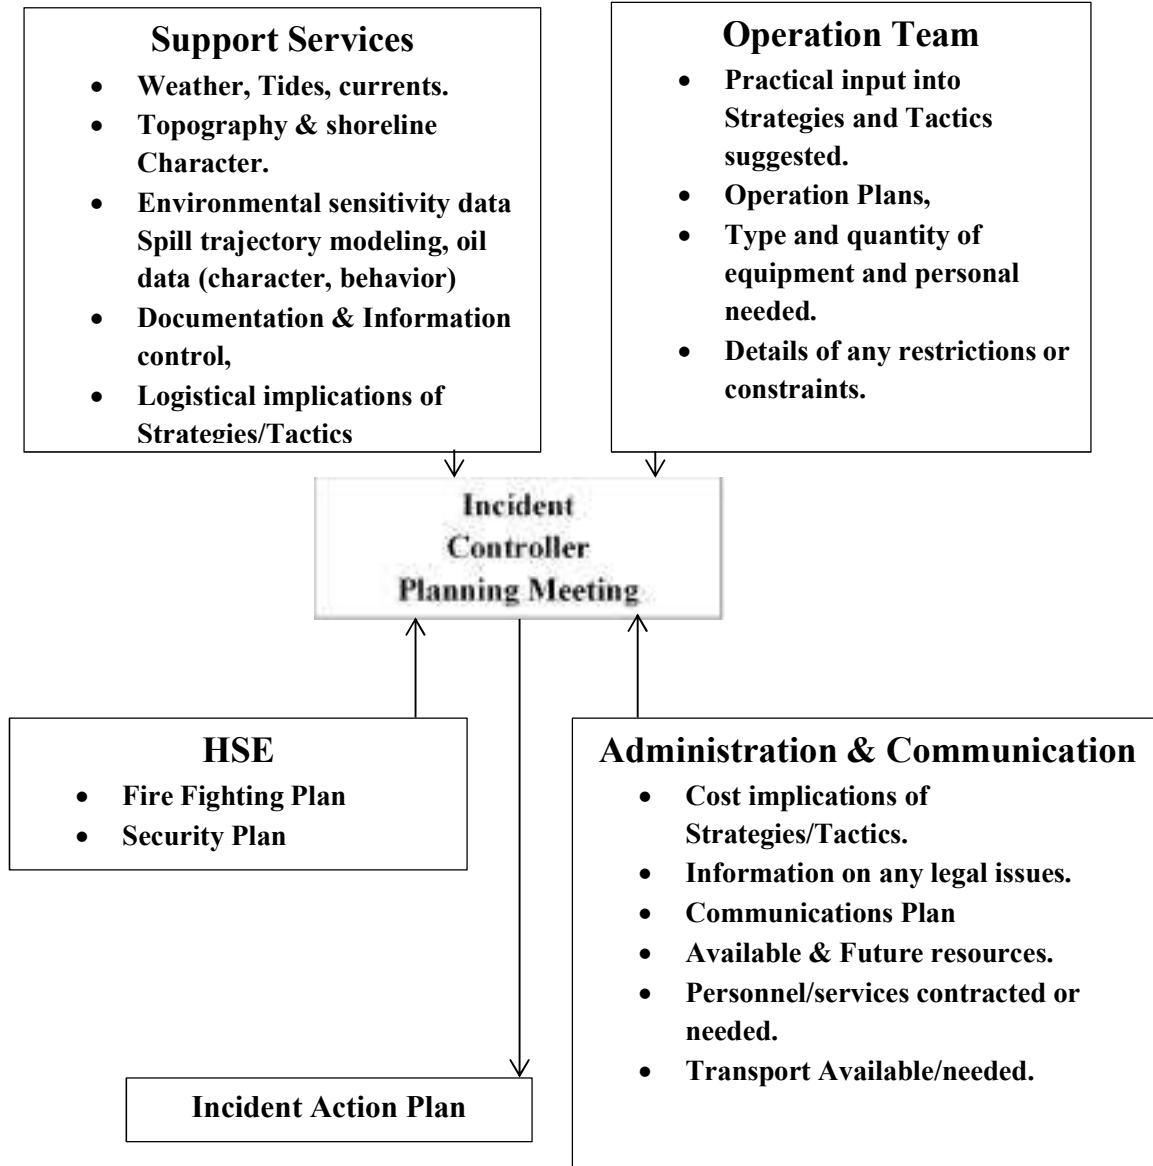 Support Services
• Weather, Tides, currents.
• Topography & shoreline
Character.
• Environmental sensitivity data
Spill trajectory modeling, oil
data (character, behavior)
• Documentation & Information
control,
• Logistical implications of
Strategies/Tactics
Operation Team
• Practical input into
Strategies and Tactics
suggested.
• Operation Plans,
• Type and quantity of
equipment and personal
needed.
• Details of any restrictions or
constraints.
Incident
Controller
Planning Meeting
HSE
• Fire Fighting Plan
• Security Plan
Administration & Communication
• Cost implications of
Strategies/Tactics.
• Information on any legal issues.
• Communications Plan
• Available & Future resources.
• Personnel/services contracted or
needed.
• Transport Available/needed.
Incident Action Plan